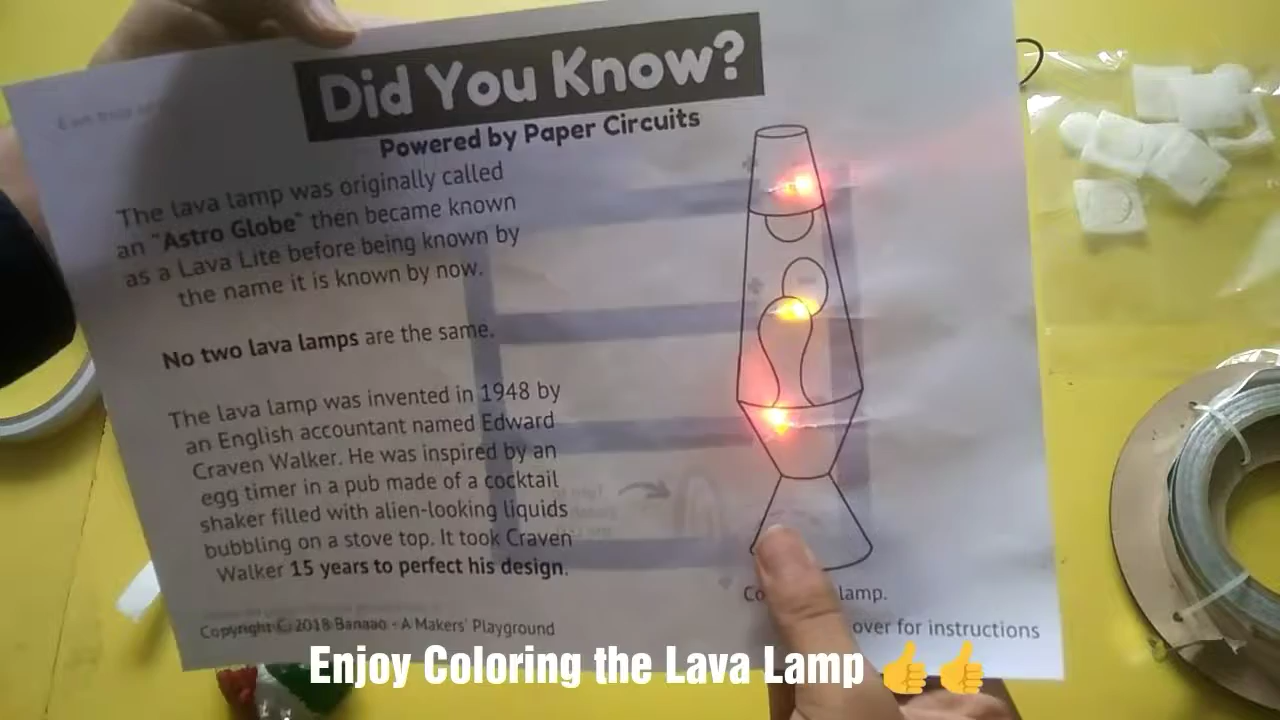 Did You Know?
Powered by Paper Circuits
The lava lamp was originally called
an "Astro Globe" then became known
as a Lava Lite before being known by
the name it is known by now.
No two lava lamps are the same.
The lava lamp was invented in 1948 by
an English accountant named Edward
Craven Walker. He was inspired by an
egg timer in a pub made of a cocktail
shaker filled with alien-looking liquids
bubbling on a stove top. It took Craven
Walker 15 years to perfect his design.
lamp.
over for instructions
Copyright © 2018 Banaao - A Makers' Playground
Enjoy Coloring the Lava Lamp 👍👍